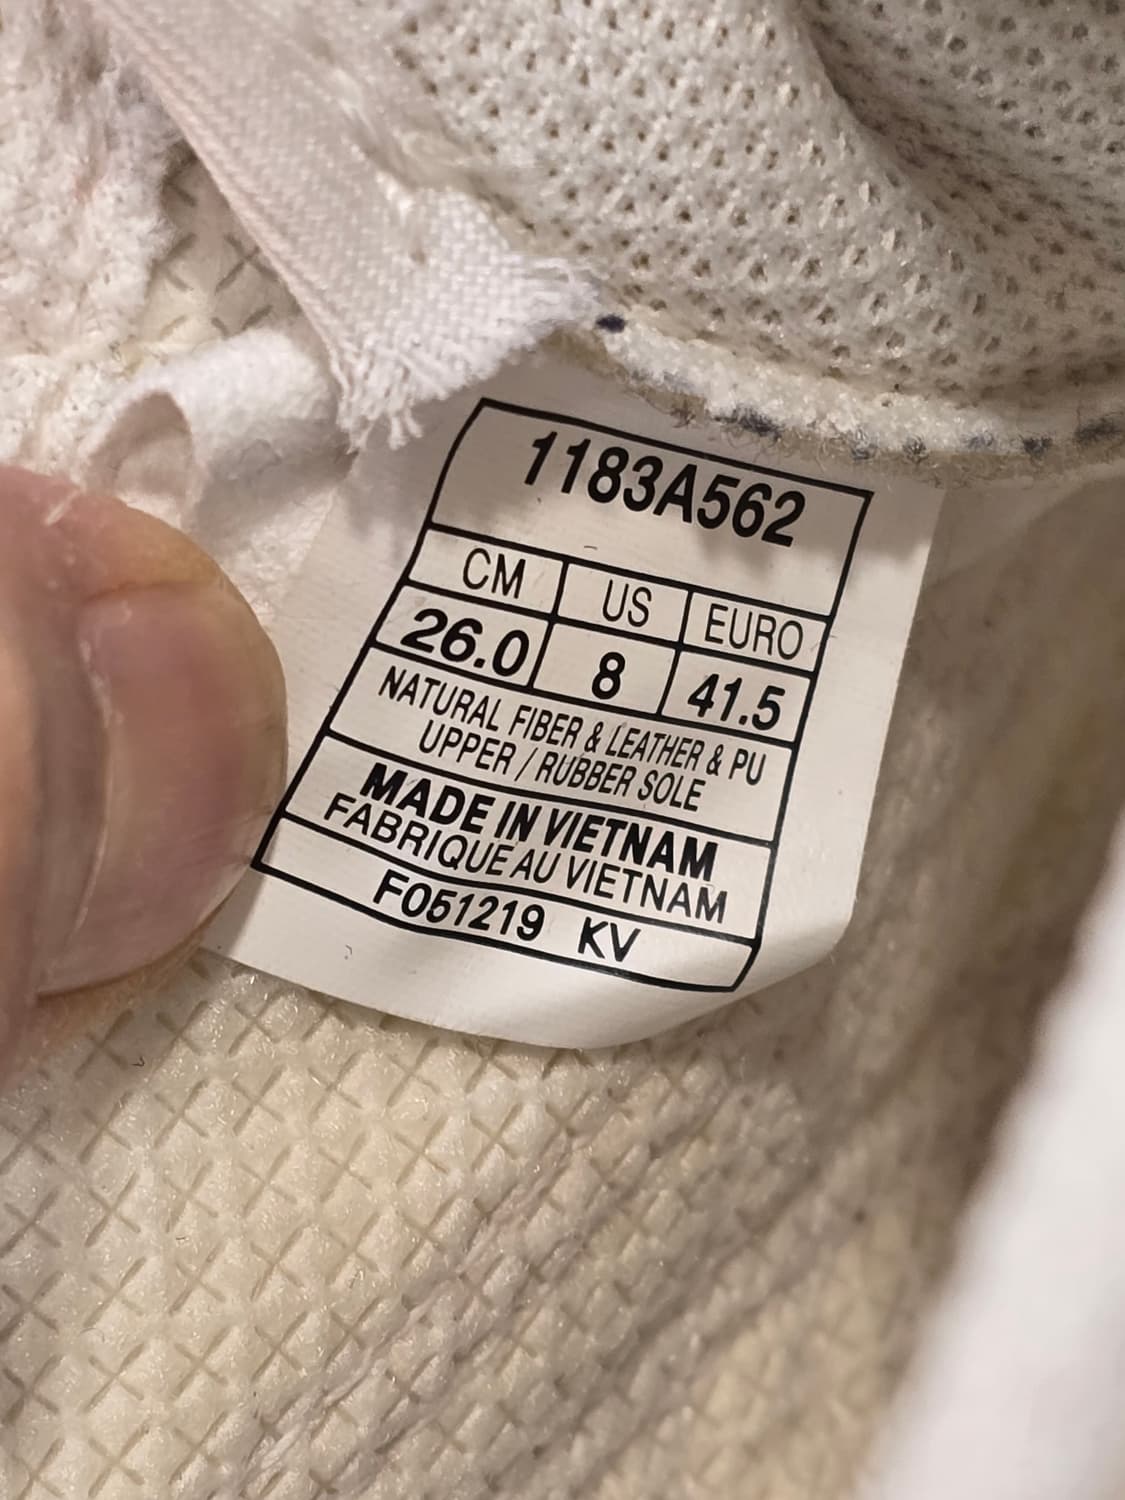 1183A562
CM US EURO
26.0 8 41.5
NATURAL FIBER & LEATHER & PU
UPPER / RUBBER SOLE
MADE IN VIETNAM
FABRIQUE AU VIETNAM
F051219 KV